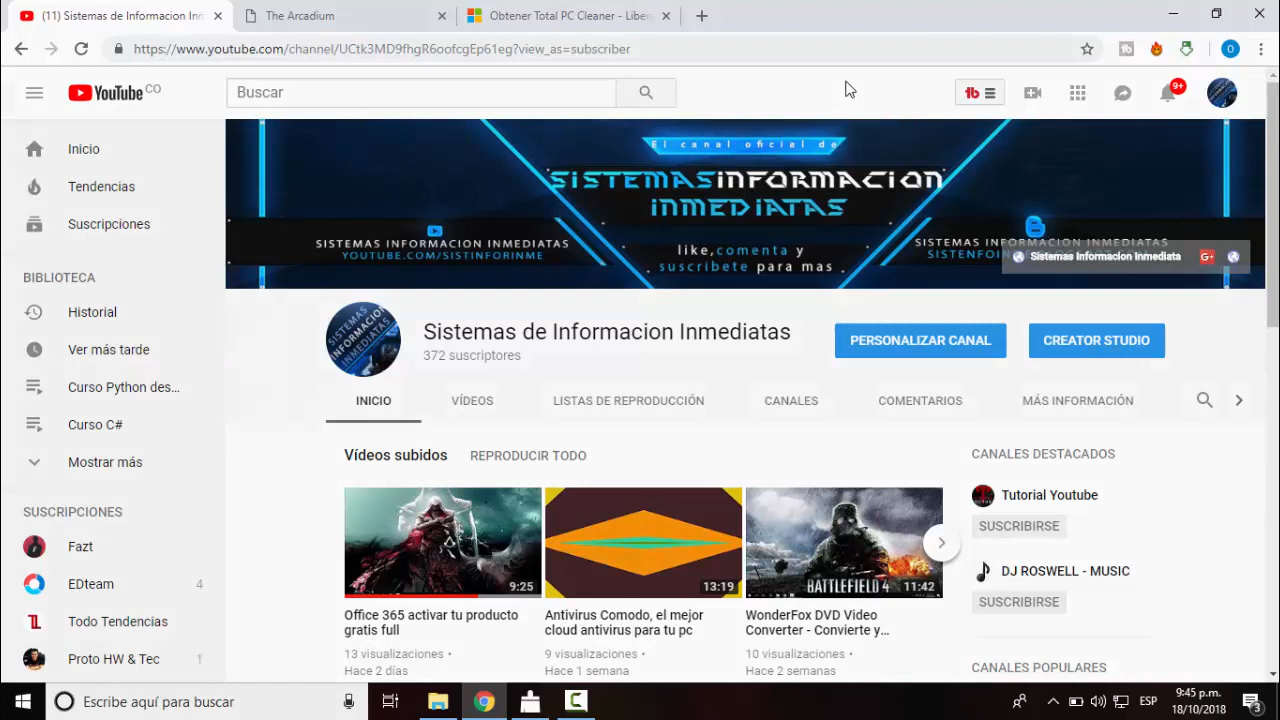 (11) Sistemas de Informacion Inm
The Arcadium
Obtener Total PC Cleaner - Liber
https://www.youtube.com/channel/UCtk3MD9fhgR6oofcgEp61eg?view_as=subscriber
O
YouTube CO
Buscar
tb
9+
Inicio
Tendencias
Suscripciones
BIBLIOTECA
Historial
Ver más tarde
Curso Python des...
Curso C#
Mostrar más
SUSCRIPCIONES
Fazt
EDteam 4
Todo Tendencias
Proto HW & Tec 1
El canal oficial de
SISTEMASINFORMACION
INMEDIATAS
SISTEMAS INFORMACION INMEDIATAS
YOUTUBE.COM/SISTINFORINME
like,comenta y
suscribete para mas
SISTEMAS INFORMACION INMEDIATAS
Sistemas Informacion Inmediata
G+
Sistemas de Informacion Inmediatas
372 suscriptores
PERSONALIZAR CANAL
CREATOR STUDIO
INICIO VÍDEOS LISTAS DE REPRODUCCIÓN CANALES COMENTARIOS MÁS INFORMACIÓN
Vídeos subidos REPRODUCIR TODO
9:25
Office 365 activar tu producto
gratis full
13 visualizaciones •
Hace 2 días
13:19
Antivirus Comodo, el mejor
cloud antivirus para tu pc
9 visualizaciones •
Hace 1 semana
BATTLEFIELD 4
11:42
WonderFox DVD Video
Converter - Convierte y…
10 visualizaciones •
Hace 2 semanas
CANALES DESTACADOS
Tutorial Youtube
SUSCRIBIRSE
DJ ROSWELL - MUSIC
SUSCRIBIRSE
CANALES POPULARES
Escribe aquí para buscar
ESP
9:45 p.m.
18/10/2018
3